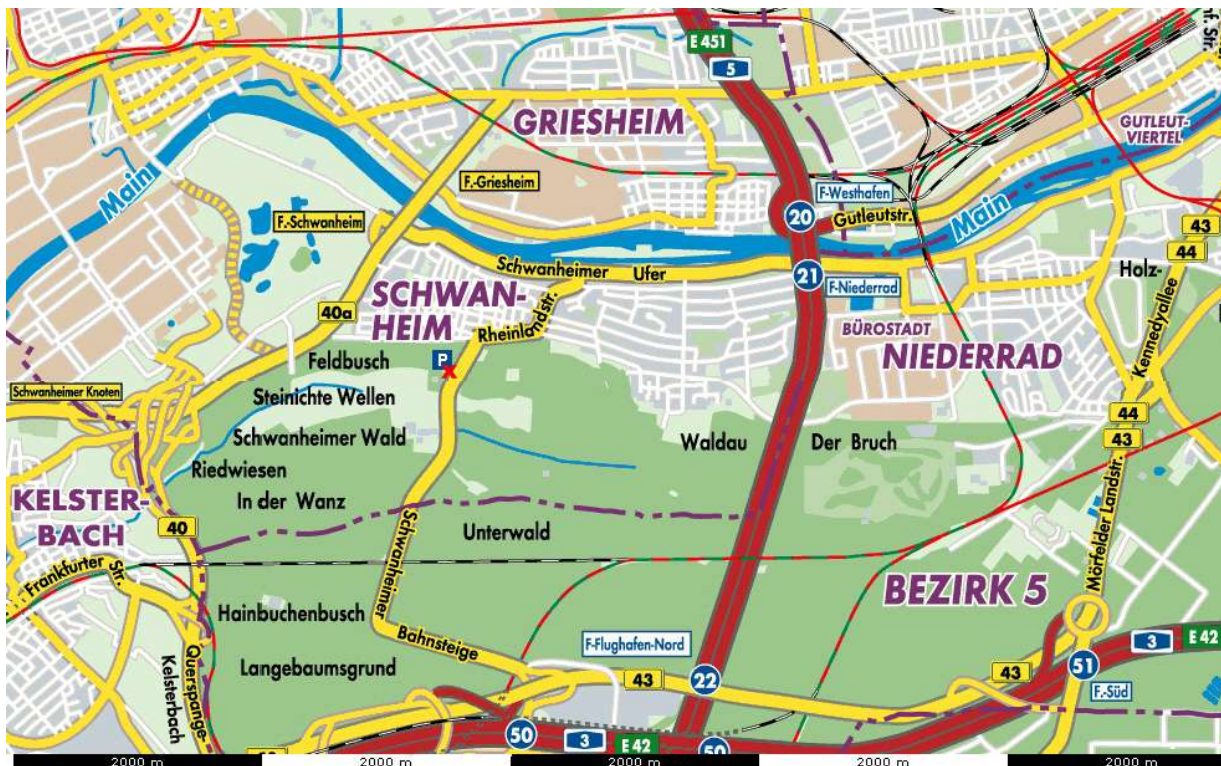 E 451
5
nf. Str.
GRIESHEIM
GUTLEUT-
VIERTEL
Main
F.-Griesheim
F-Westhafen
F.-Schwanheim
20
Gutleutstr.
Main
43
44
Schwanheimer Ufer
21
F-Niederrad
Holz-
SCHWAN-
HEIM
40a
Rheinlandstr.
BÜROSTADT
NIEDERRAD
Kennedyallee
P
Feldbusch
Schwanheimer Knoten
Steinichte Wellen
44
43
Schwanheimer Wald
Waldau
Der Bruch
Riedwiesen
In der Wanz
KELSTER-
BACH
40
Schwanheimer
Unterwald
Mörfelder Landstr.
Frankfurter Str.
BEZIRK 5
Hainbuchenbusch
Bahnsteige
F-Flughafen-Nord
3
E 42
Langebaumsgrund
43
22
43
51
F.-Süd
Querspange-
Kelsterbach
50
3
E 42
50
2000 m
2000 m
2000 m
2000 m
2000 m